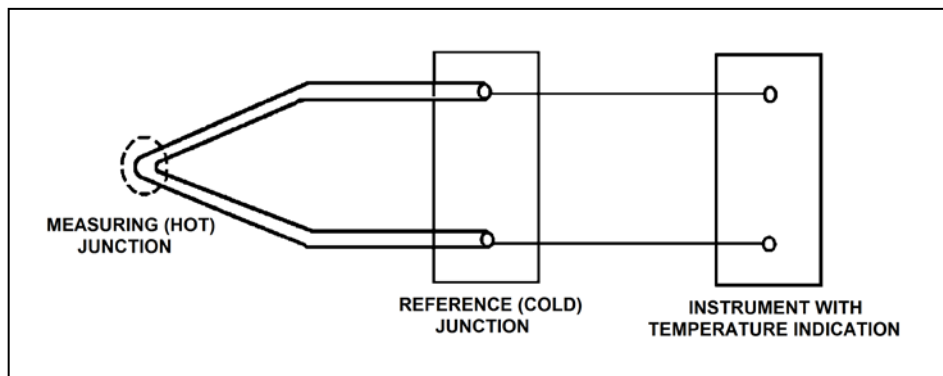 MEASURING (HOT)
JUNCTION
REFERENCE (COLD)
JUNCTION
INSTRUMENT WITH
TEMPERATURE INDICATION